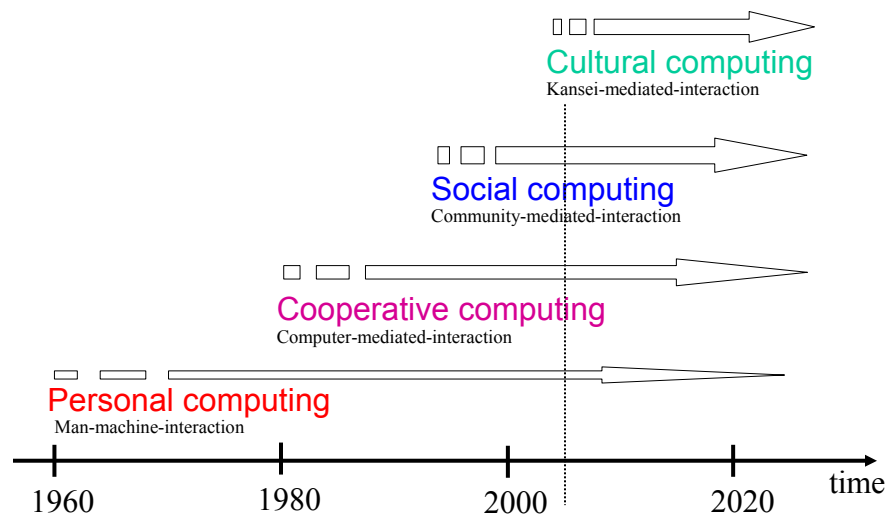 Cultural computing
Kansei-mediated-interaction
Social computing
Community-mediated-interaction
Cooperative computing
Computer-mediated-interaction
Personal computing
Man-machine-interaction
time
1960
1980
2000
2020